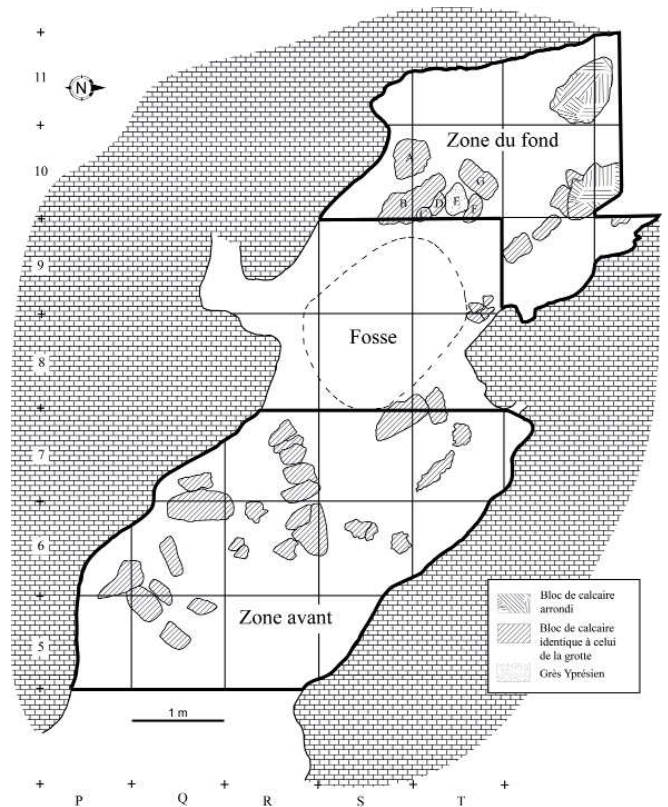 11
N
Zone du fond
A
10
G
B
D
E
C
F
9
Fosse
8
7
6
Zone avant
5
Bloc de calcaire
arrondi
Bloc de calcaire
identique à celui
de la grotte
Grès Yprésien
1 m
P
Q
R
S
T